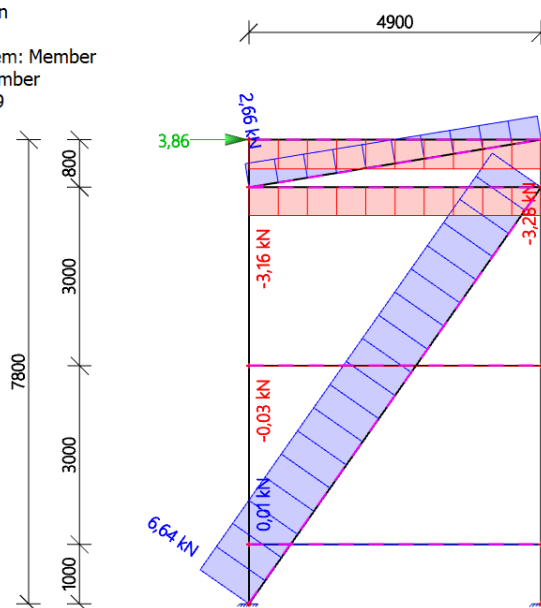 n
em: Member
mber
9
4900
2,66 kN
3,86
800
-3,28 kN
-3,16 kN
3000
7800
-0,03 kN
3000
0,01 kN
6,64 kN
1000